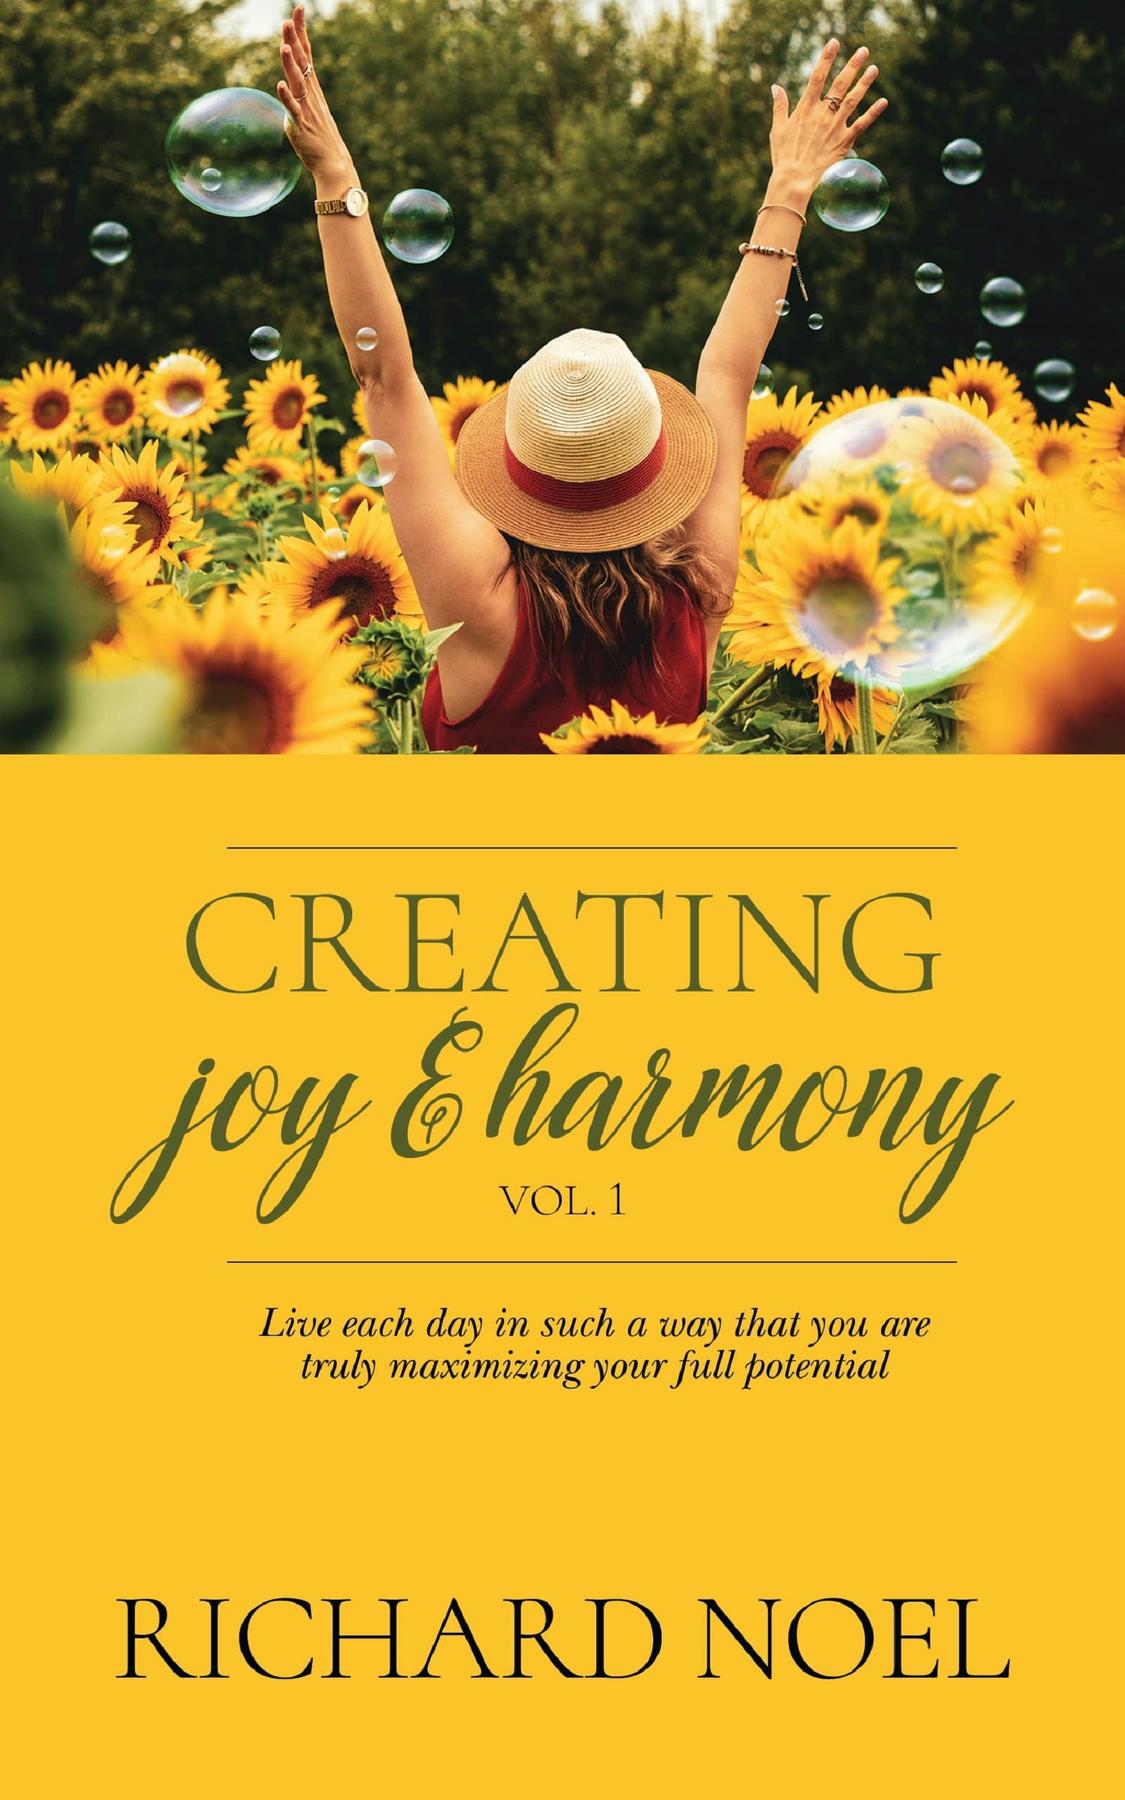 CREATING
joy & harmony
VOL. 1
Live each day in such a way that you are
truly maximizing your full potential
RICHARD NOEL